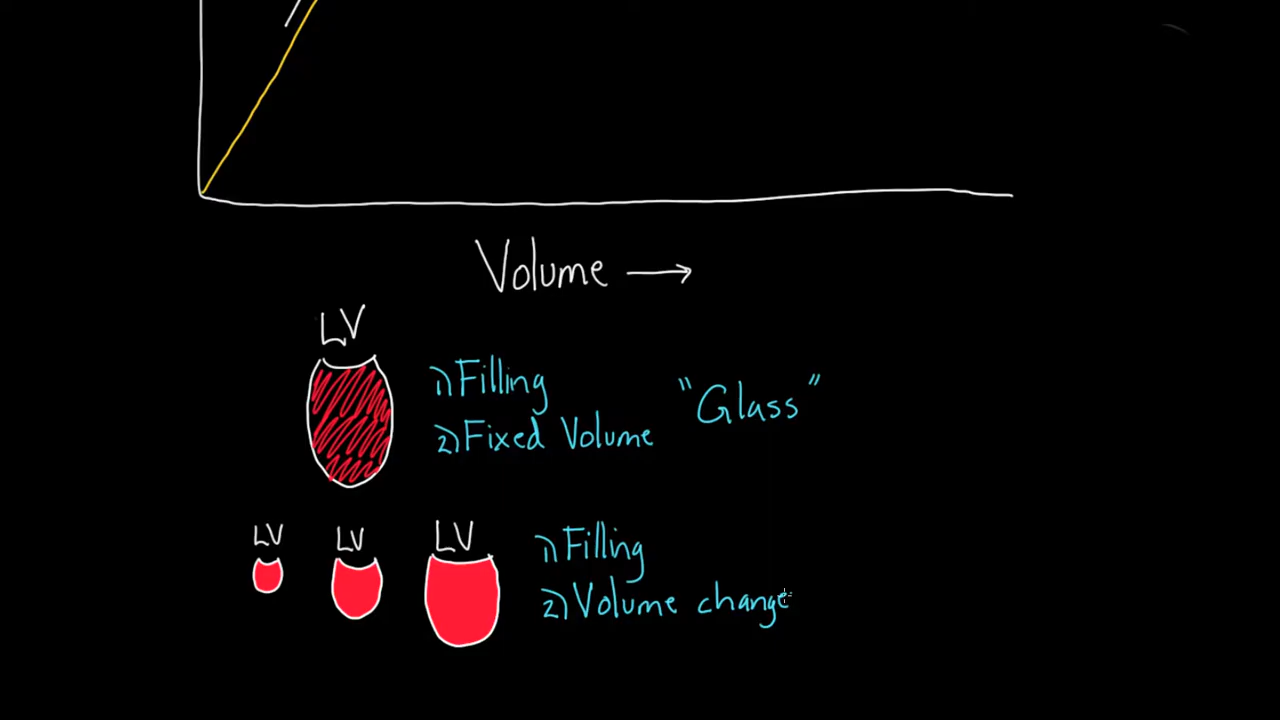 Volume →
LV
1) Filling
2) Fixed Volume
"Glass"
LV LV LV
1) Filling
2) Volume change